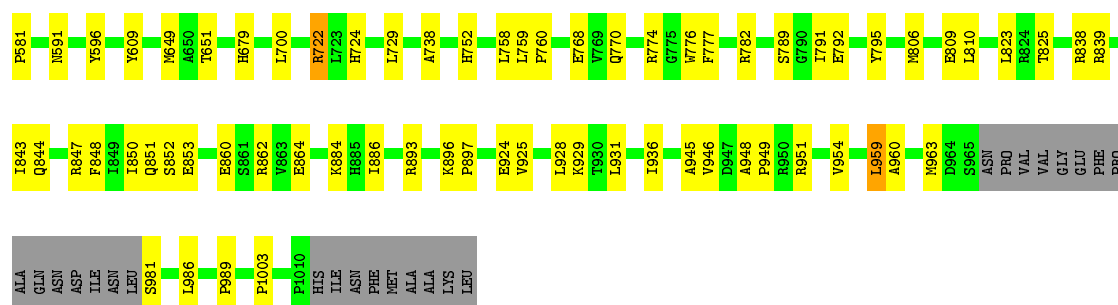 P581 N591 Y596 Y609 M649 A650 T651 H679 L700 R722 L723 H724 L729 A738 H752 L758 L759 P760 E768 V769 Q770 R774 G775 W776 F777 R782 S789 G790 I791 E792 Y795 M806 E809 L810 L823 R824 T825 R838 R839
I843 Q844 R847 F848 I849 I850 Q851 S852 E853 E860 S861 R862 V863 E864 K884 H885 I886 R893 K896 P897 E924 V925 L928 K929 T930 L931 I936 A945 V946 D947 A948 P949 R950 R951 V954 L959 A960 M963 D964 S965 ASN PRO VAL VAL GLY GLU PHE PRO
ALA GLN ASN ASP ILE ASN LEU S981 L986 P989 P1003 P1010 HIS ILE ASN PHE MET ALA ALA LYS LEU